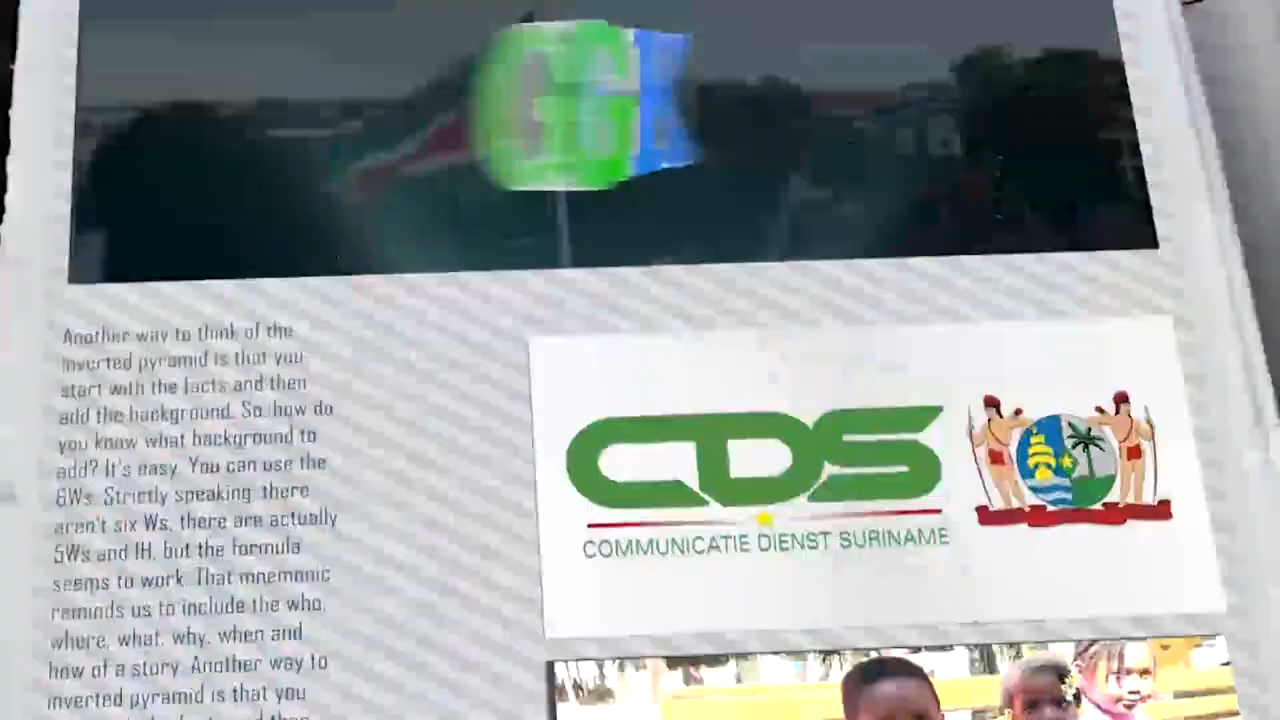 Another way to think of the
inverted pyramid is that you
start with the facts and then
add the background. So, how do
you know what background to
add? It's easy. You can use the
6Ws. Strictly speaking, there
aren't six Ws, there are actually
5Ws and IH, but the formula
seems to work. That mnemonic
reminds us to include the who,
where, what, why, when and
how of a story. Another way to
inverted pyramid is that you
CDS
COMMUNICATIE DIENST SURINAME